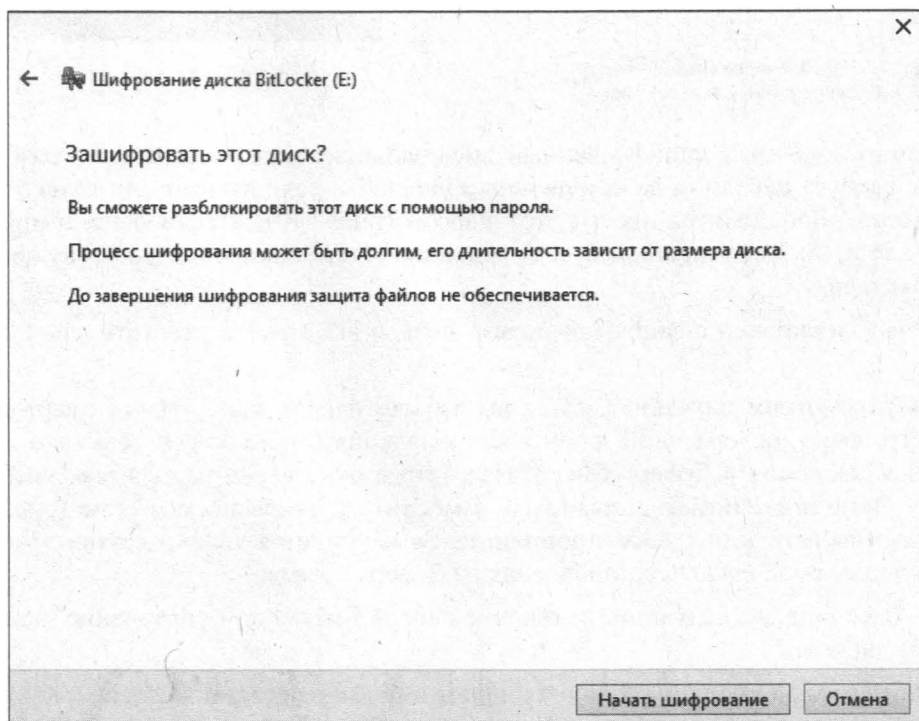 Шифрование диска BitLocker (E:)
Зашифровать этот диск?
Вы сможете разблокировать этот диск с помощью пароля.
Процесс шифрования может быть долгим, его длительность зависит от размера диска.
До завершения шифрования защита файлов не обеспечивается.
Начать шифрование
Отмена